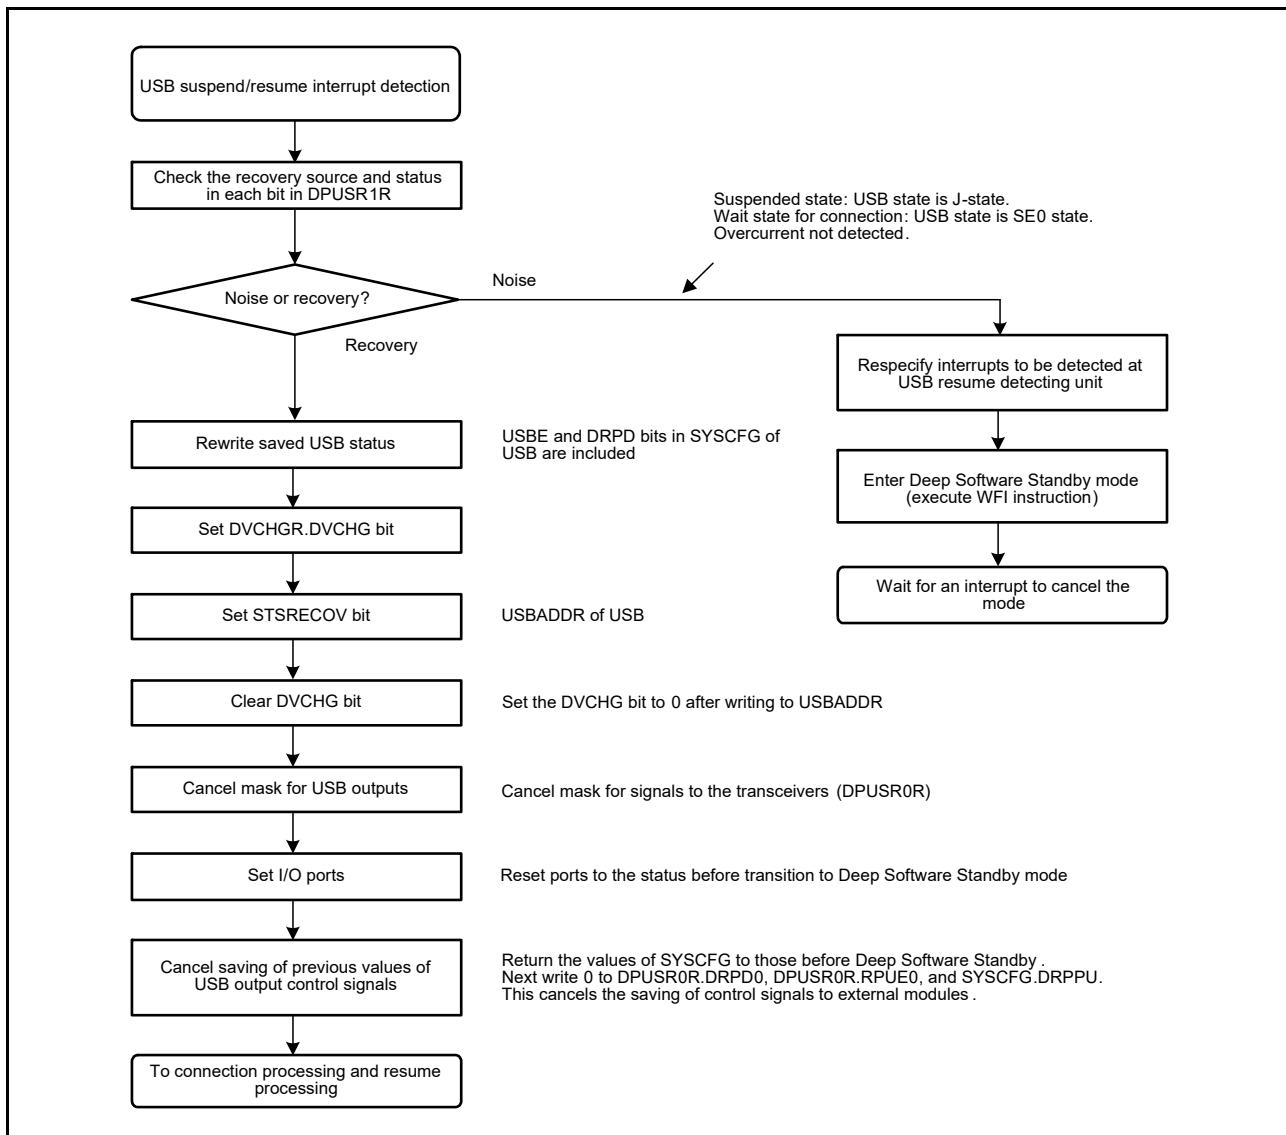 USB suspend/resume interrupt detection
Check the recovery source and status
in each bit in DPUSR1R
Suspended state: USB state is J-state.
Wait state for connection: USB state is SE0 state.
Overcurrent not detected.
Noise or recovery?
Noise
Recovery
Respecify interrupts to be detected at
USB resume detecting unit
Enter Deep Software Standby mode
(execute WFI instruction)
Wait for an interrupt to cancel the
mode
Rewrite saved USB status
USBE and DRPD bits in SYSCFG of
USB are included
Set DVCHGR.DVCHG bit
Set STSRECOV bit
USBADDR of USB
Clear DVCHG bit
Set the DVCHG bit to 0 after writing to USBADDR
Cancel mask for USB outputs
Cancel mask for signals to the transceivers (DPUSR0R)
Set I/O ports
Reset ports to the status before transition to Deep Software Standby mode
Cancel saving of previous values of
USB output control signals
Return the values of SYSCFG to those before Deep Software Standby.
Next write 0 to DPUSR0R.DRPD0, DPUSR0R.RPUE0, and SYSCFG.DRPPU.
This cancels the saving of control signals to external modules.
To connection processing and resume
processing